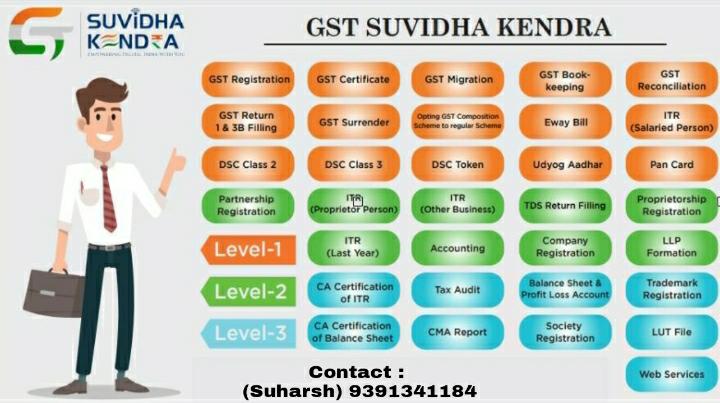 SUVIDHA
KENDRA
GST SUVIDHA KENDRA
GST Registration
GST Certificate
GST Migration
GST Book-
keeping
GST
Reconciliation
GST Return
1 & 3B Filling
GST Surrender
Opting GST Composition
Scheme to regular Scheme
Eway Bill
ITR
(Salaried Person)
DSC Class 2
DSC Class 3
DSC Token
Udyog Aadhar
Pan Card
Partnership
Registration
ITR
(Proprietor Person)
ITR
(Other Business)
TDS Return Filling
Proprietorship
Registration
Level-1
ITR
(Last Year)
Accounting
Company
Registration
LLP
Formation
Level-2
CA Certification
of ITR
Tax Audit
Balance Sheet &
Profit Loss Account
Trademark
Registration
Level-3
CA Certification
of Balance Sheet
CMA Report
Society
Registration
LUT File
Web Services
Contact :
(Suharsh) 9391341184